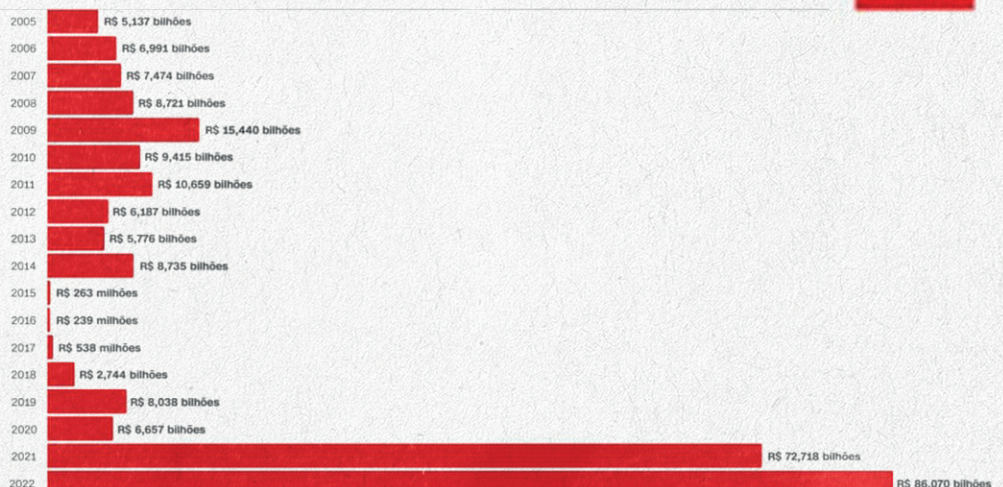 2005 R$ 5,137 bilhões
2006 R$ 6,991 bilhões
2007 R$ 7,474 bilhões
2008 R$ 8,721 bilhões
2009 R$ 15,440 bilhões
2010 R$ 9,415 bilhões
2011 R$ 10,659 bilhões
2012 R$ 6,187 bilhões
2013 R$ 5,776 bilhões
2014 R$ 8,735 bilhões
2015 R$ 263 milhões
2016 R$ 239 milhões
2017 R$ 538 milhões
2018 R$ 2,744 bilhões
2019 R$ 8,038 bilhões
2020 R$ 6,657 bilhões
2021 R$ 72,718 bilhões
2022 R$ 86,070 bilhões